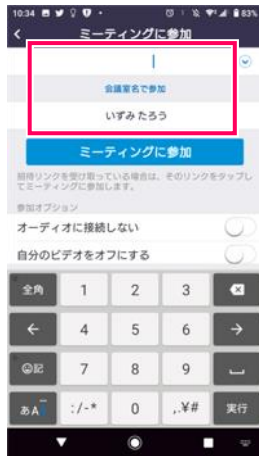 10:34 83%
ミーティングに参加
会議室名で参加
いずみ たろう
ミーティングに参加
招待リンクを受け取っている場合は、そのリンクをタップし
てミーティングに参加します。
参加オプション
オーディオに接続しない
自分のビデオをオフにする
全角 1 2 3
← 4 5 6 →
☺記 7 8 9
あA1 :/-* 0 ,.¥# 実行